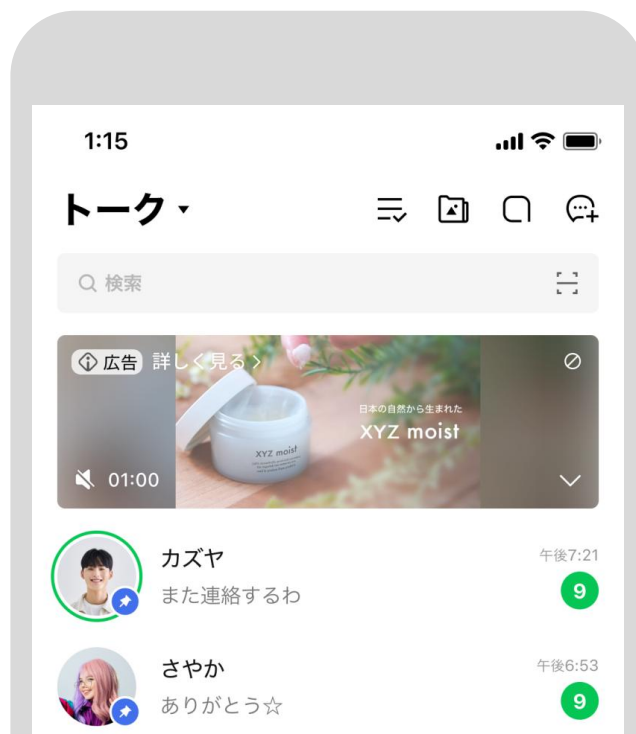 1:15
トーク
検索
広告 詳しく見る
日本の自然から生まれた
XYZ moist
XYZ moist
01:00
カズヤ 午後7:21
また連絡するわ 9
さやか 午後6:53
ありがとう☆ 9